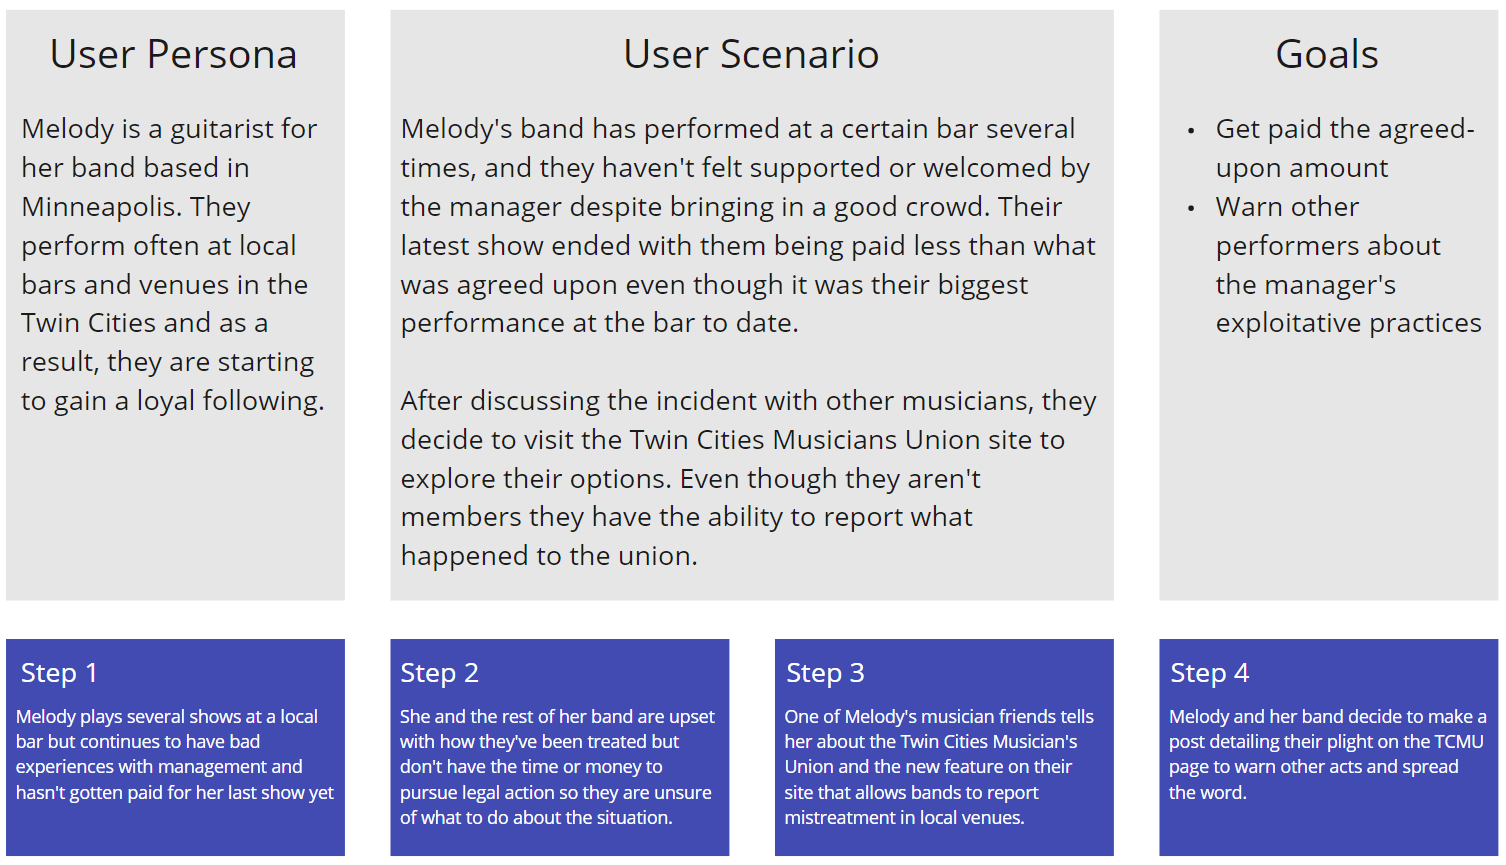 User Persona
Melody is a guitarist for
her band based in
Minneapolis. They
perform often at local
bars and venues in the
Twin Cities and as a
result, they are starting
to gain a loyal following.
User Scenario
Melody's band has performed at a certain bar several
times, and they haven't felt supported or welcomed by
the manager despite bringing in a good crowd. Their
latest show ended with them being paid less than what
was agreed upon even though it was their biggest
performance at the bar to date.
After discussing the incident with other musicians, they
decide to visit the Twin Cities Musicians Union site to
explore their options. Even though they aren't
members they have the ability to report what
happened to the union.
Goals
• Get paid the agreed-
upon amount
• Warn other
performers about
the manager's
exploitative practices
Step 1
Melody plays several shows at a local
bar but continues to have bad
experiences with management and
hasn't gotten paid for her last show yet
Step 2
She and the rest of her band are upset
with how they've been treated but
don't have the time or money to
pursue legal action so they are unsure
of what to do about the situation.
Step 3
One of Melody's musician friends tells
her about the Twin Cities Musician's
Union and the new feature on their
site that allows bands to report
mistreatment in local venues.
Step 4
Melody and her band decide to make a
post detailing their plight on the TCMU
page to warn other acts and spread
the word.